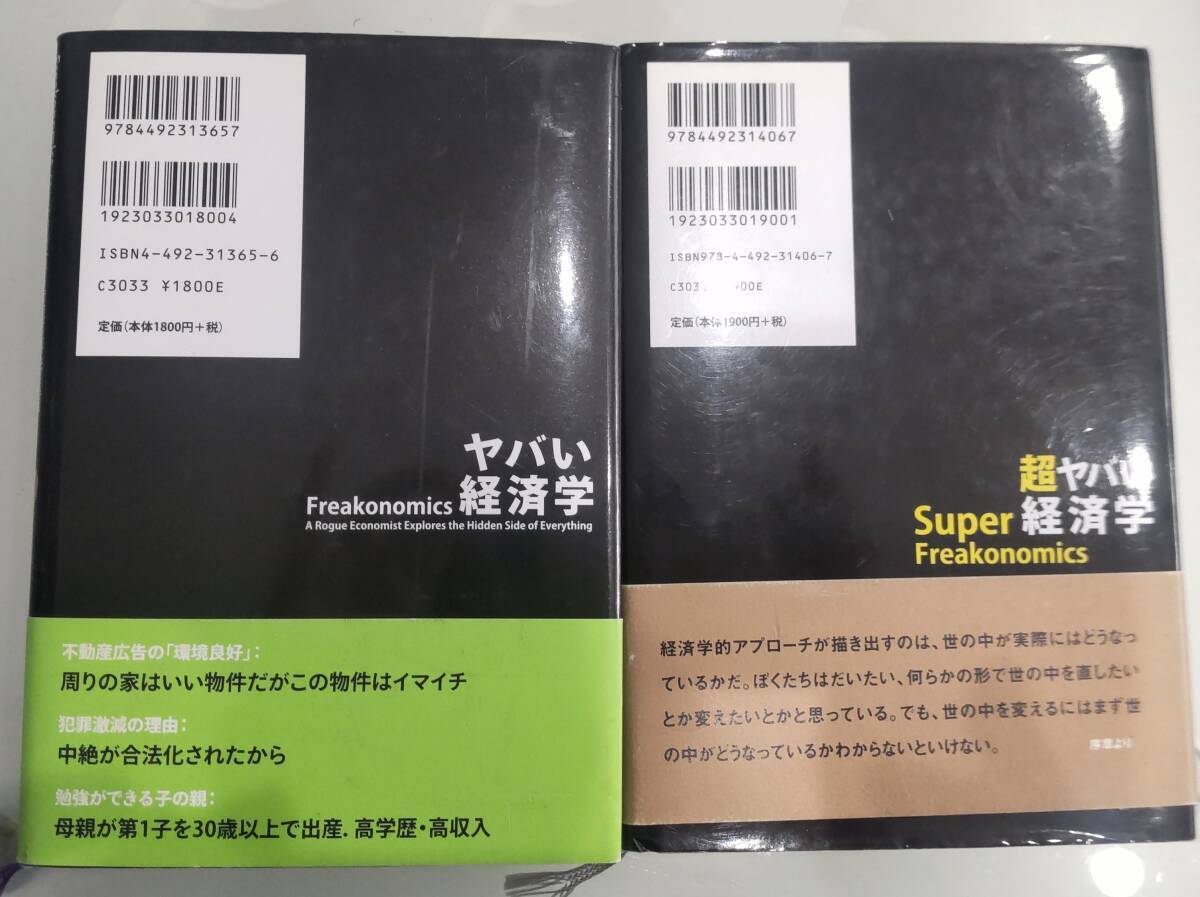 9784492313657
1923033018004
ISBN4-492-31365-6
C3033 ¥1800E
定価(本体1800円+税)
ヤバい
Freakonomics 経済学
A Rogue Economist Explores the Hidden Side of Everything
不動産広告の「環境良好」:
周りの家はいい物件だがこの物件はイマイチ
犯罪激減の理由:
中絶が合法化されたから
勉強ができる子の親:
母親が第1子を30歳以上で出産. 高学歴・高収入
9784492314067
1923033019001
ISBN978-4-492-31406-7
C303 00E
定価(本体1900円+税)
超ヤバい
Super 経済学
Freakonomics
経済学的アプローチが描き出すのは、世の中が実際にはどうなっ
ているかだ。ぼくたちはだいたい、何らかの形で世の中を直したい
とか変えたいとかと思っている。でも、世の中を変えるにはまず世
の中がどうなっているかわからないといけない。
序章より